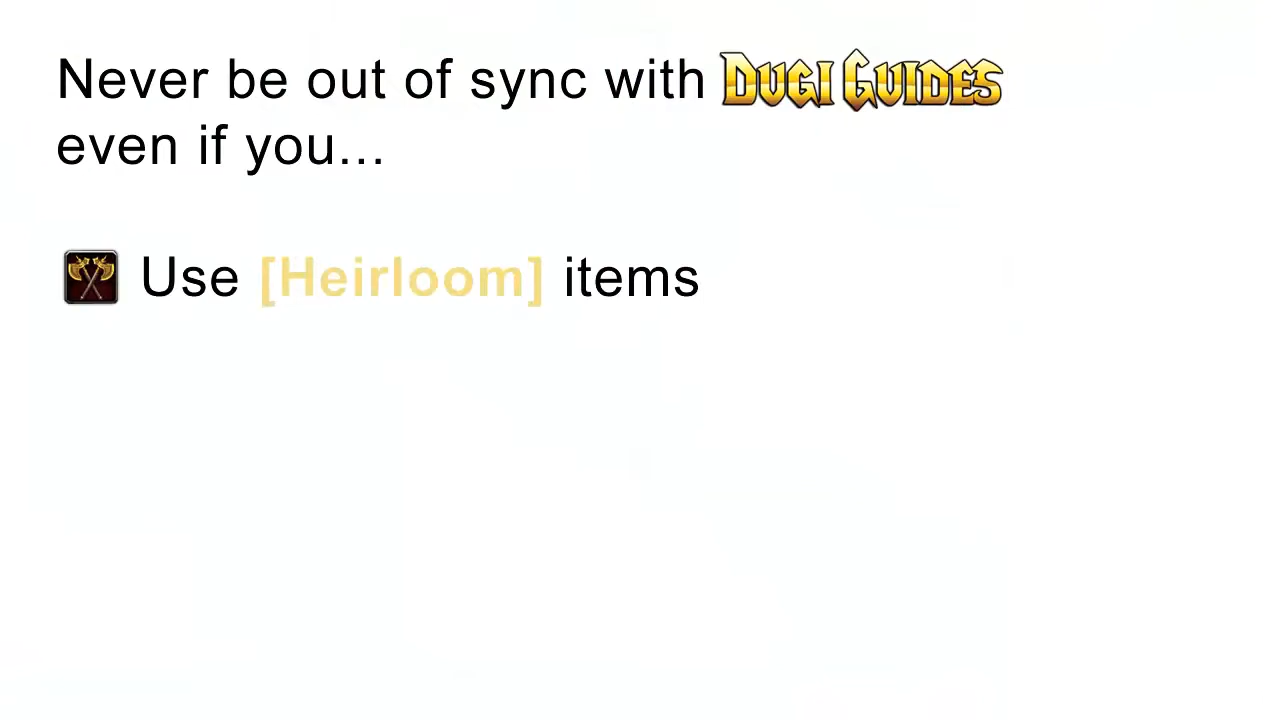 Never be out of sync with DUGI GUIDES
even if you...
Use [Heirloom] items